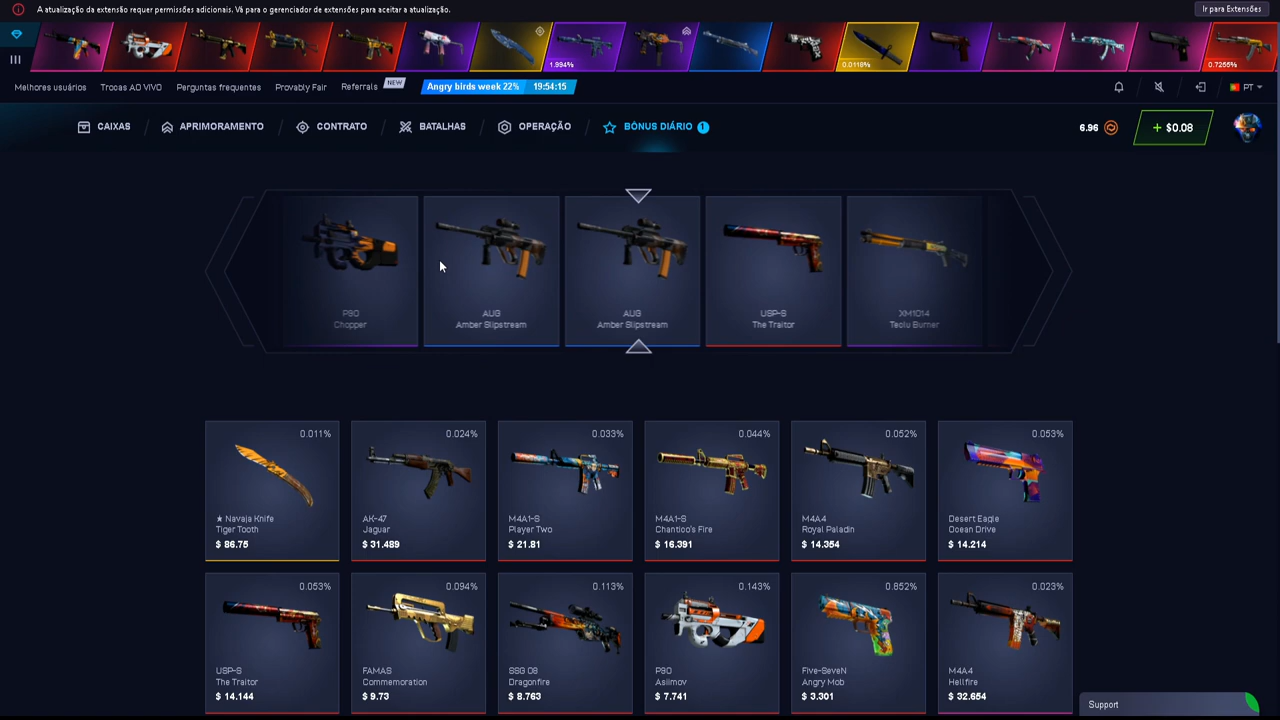 A atualização da extensão requer permissões adicionais. Vá para o gerenciador de extensões para aceitar a atualização.
Ir para Extensões
1.994%
0.0119%
0.7255%
Melhores usuários
Trocas AO VIVO
Perguntas frequentes
Provably Fair
Referrals
NEW
Angry birds week 22%
19:54:15
PT
CAIXAS
APRIMORAMENTO
CONTRATO
BATALHAS
OPERAÇÃO
BÔNUS DIÁRIO 1
6.96
+ $0.08
P90
Chopper
AUG
Amber Slipstream
AUG
Amber Slipstream
USP-S
The Traitor
XM1014
Teclu Burner
0.011%
★ Navaja Knife
Tiger Tooth
$ 86.75
0.024%
AK-47
Jaguar
$ 31.489
0.033%
M4A1-S
Player Two
$ 21.81
0.044%
M4A1-S
Chantico's Fire
$ 16.391
0.052%
M4A4
Royal Paladin
$ 14.354
0.053%
Desert Eagle
Ocean Drive
$ 14.214
0.053%
USP-S
The Traitor
$ 14.144
0.094%
FAMAS
Commemoration
$ 9.73
0.113%
SSG 08
Dragonfire
$ 8.763
0.143%
P90
Asiimov
$ 7.741
0.852%
Five-SeveN
Angry Mob
$ 3.301
0.023%
M4A4
Hellfire
$ 32.654
Support